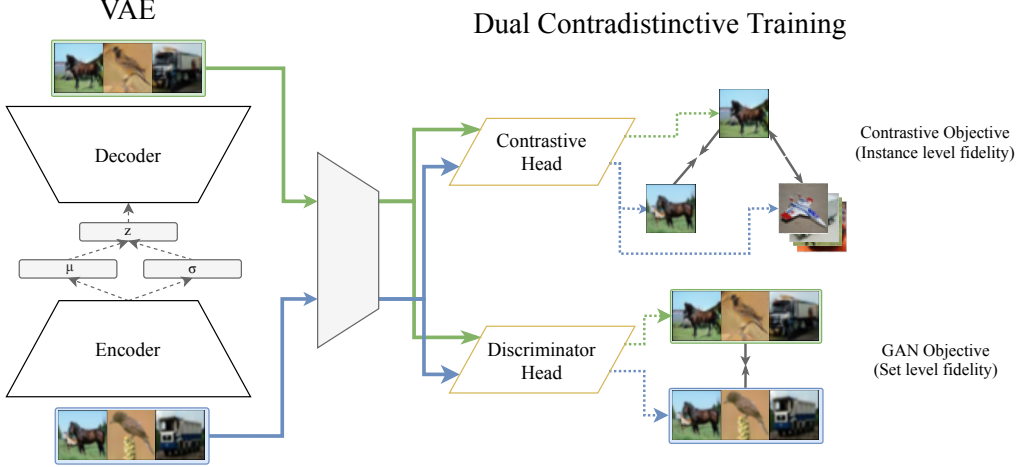 VAE
Dual Contradistinctive Training
Decoder
z
μ
σ
Encoder
Contrastive
Head
Contrastive Objective
(Instance level fidelity)
Discriminator
Head
GAN Objective
(Set level fidelity)